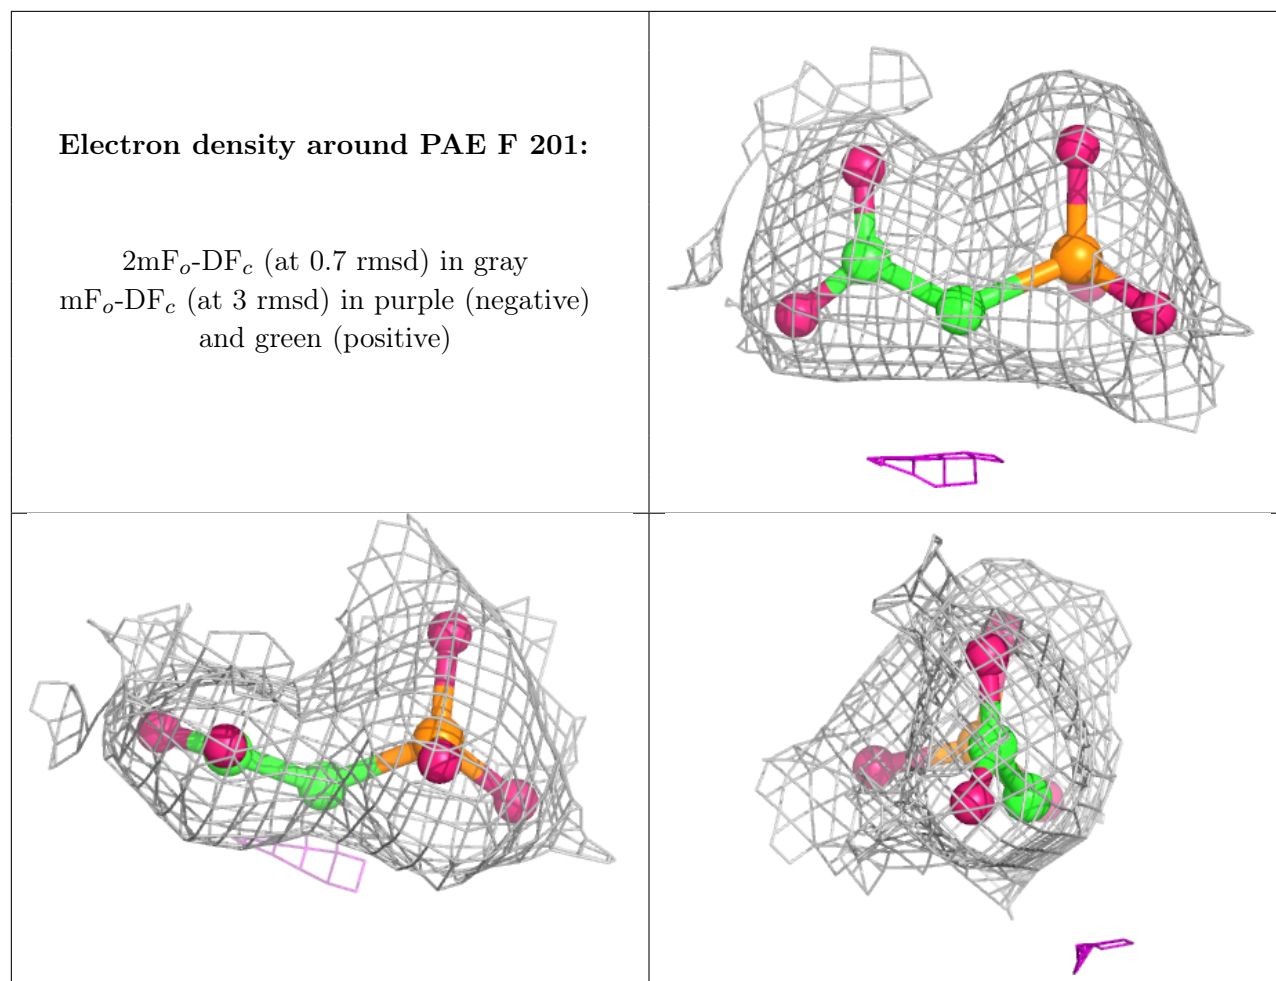 Electron density around PAE F 201:
2mFo-DFc (at 0.7 rmsd) in gray
mFo-DFc (at 3 rmsd) in purple (negative)
and green (positive)